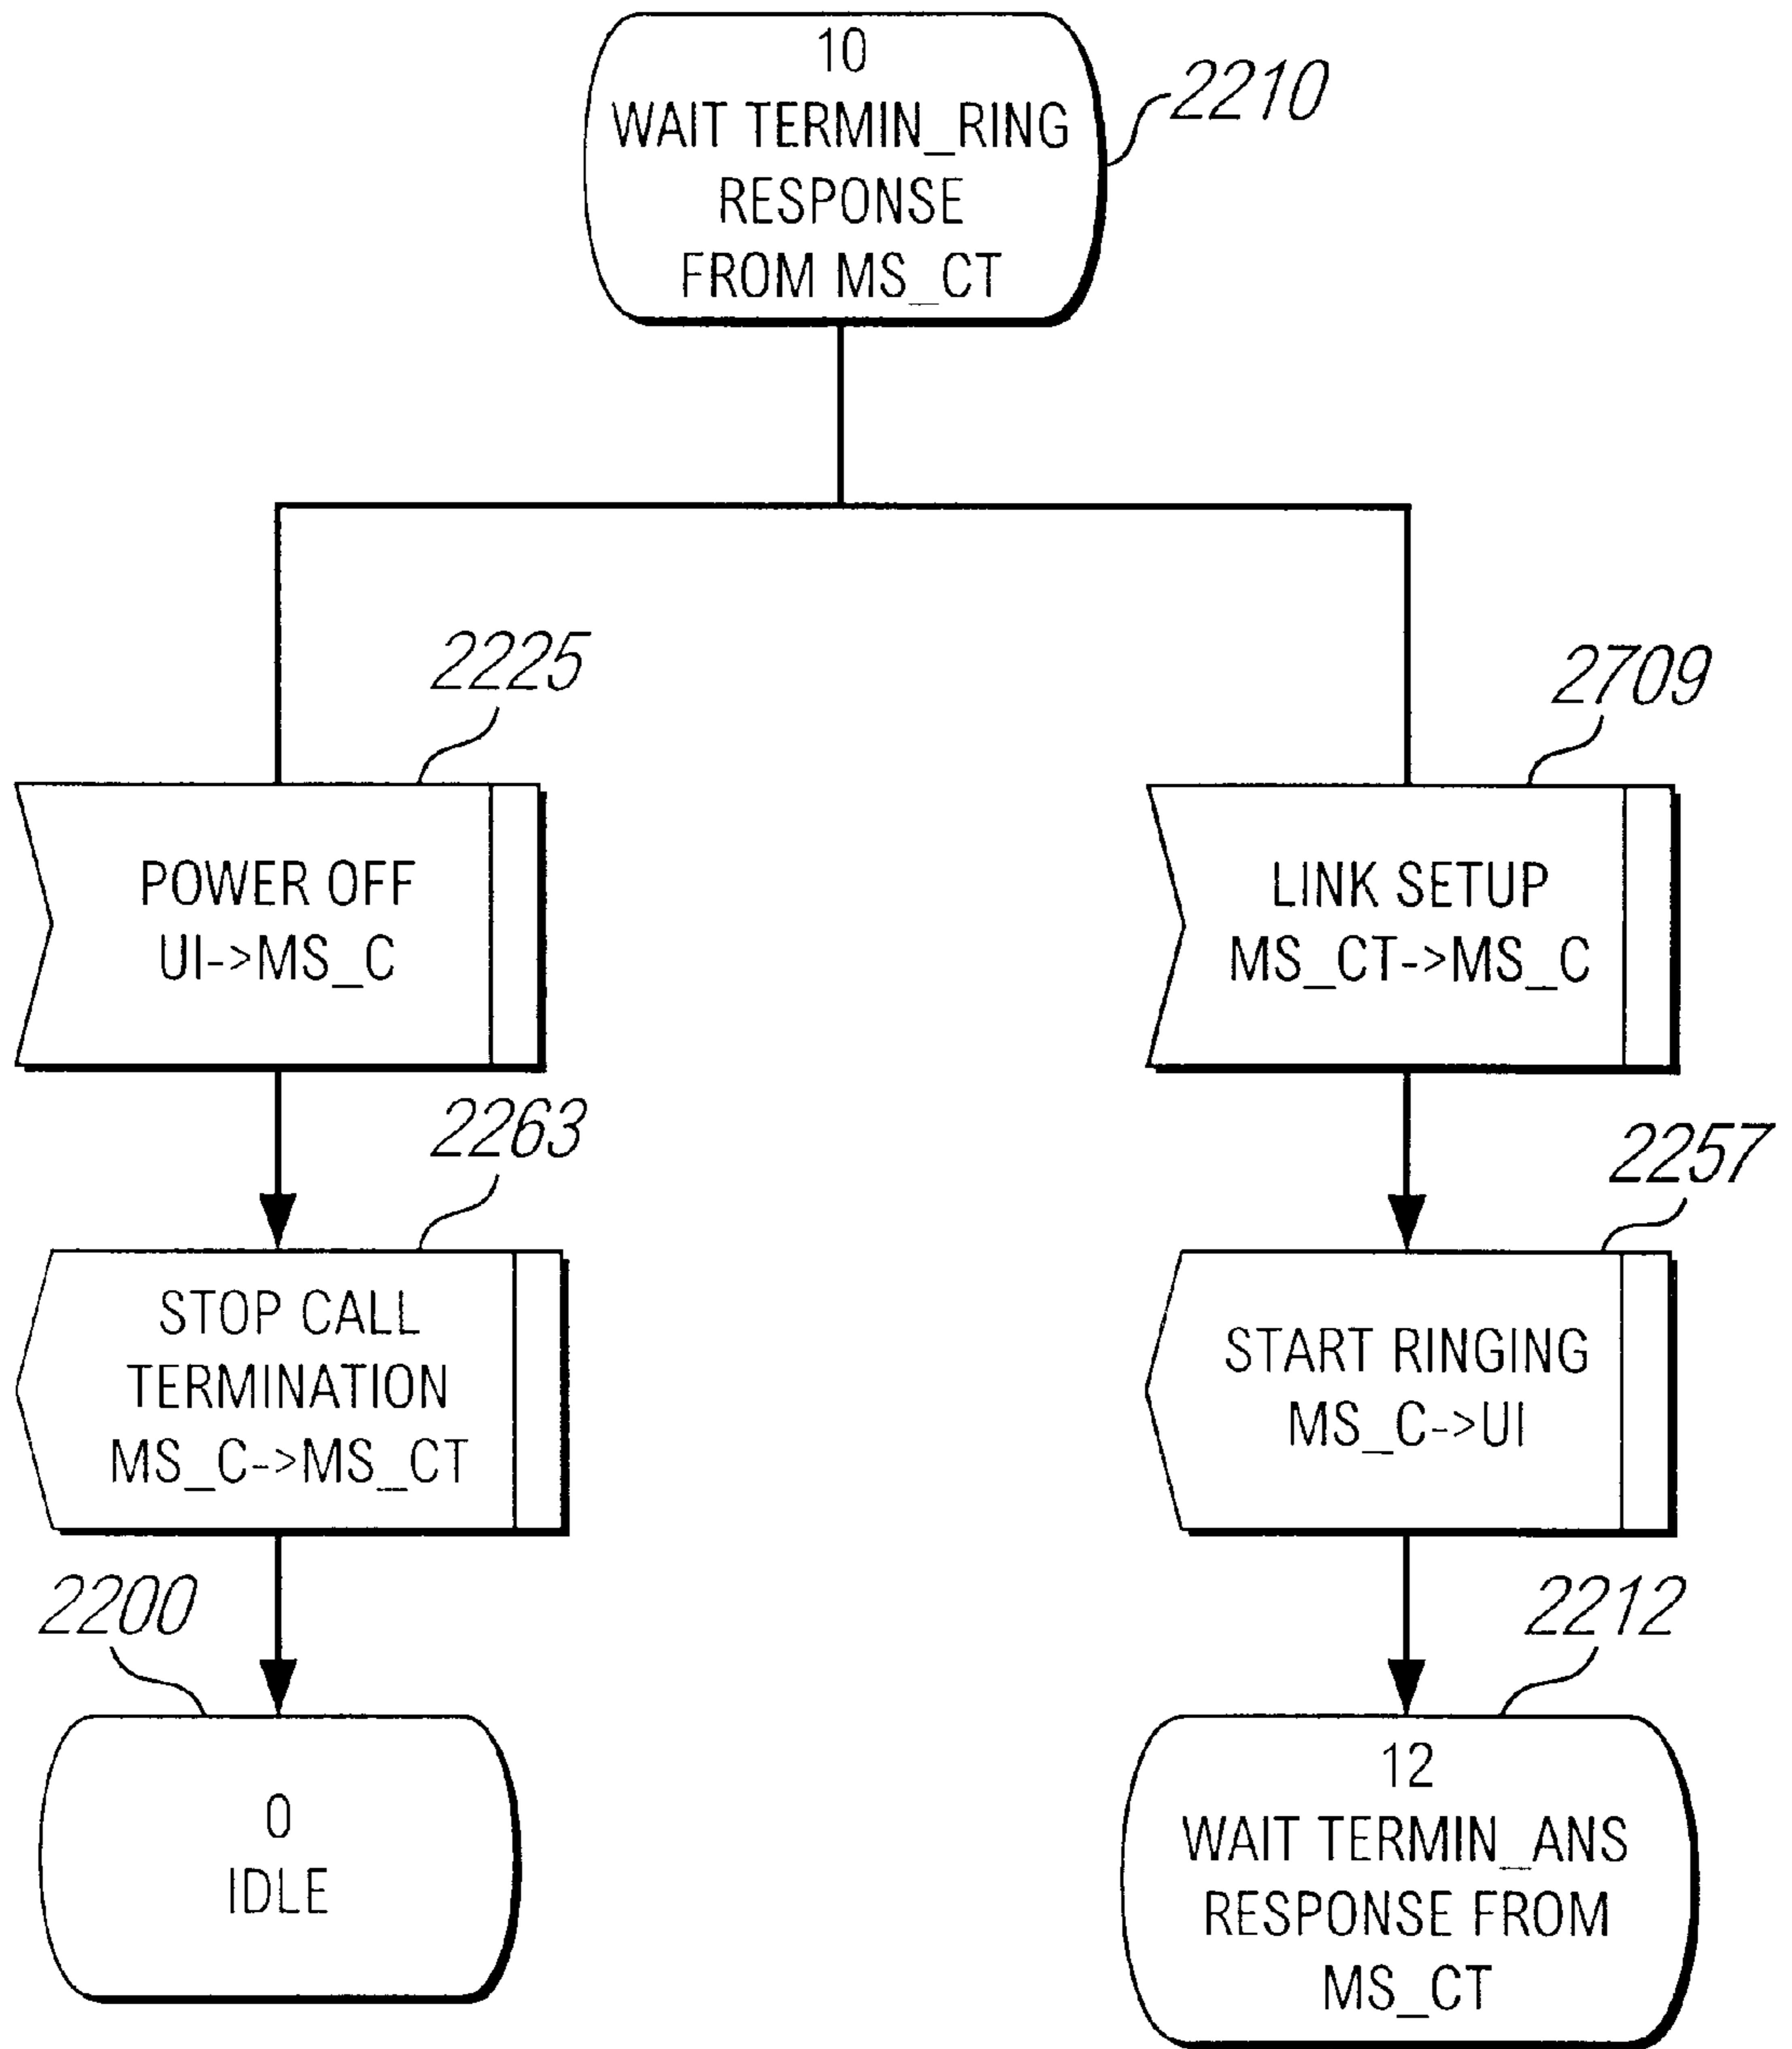 10
WAIT TERMIN_RING
RESPONSE
FROM MS_CT
2210
2225
POWER OFF
UI->MS_C
2709
LINK SETUP
MS_CT->MS_C
2263
STOP CALL
TERMINATION
MS_C->MS_CT
2257
START RINGING
MS_C->UI
2200
0
IDLE
2212
12
WAIT TERMIN_ANS
RESPONSE FROM
MS_CT